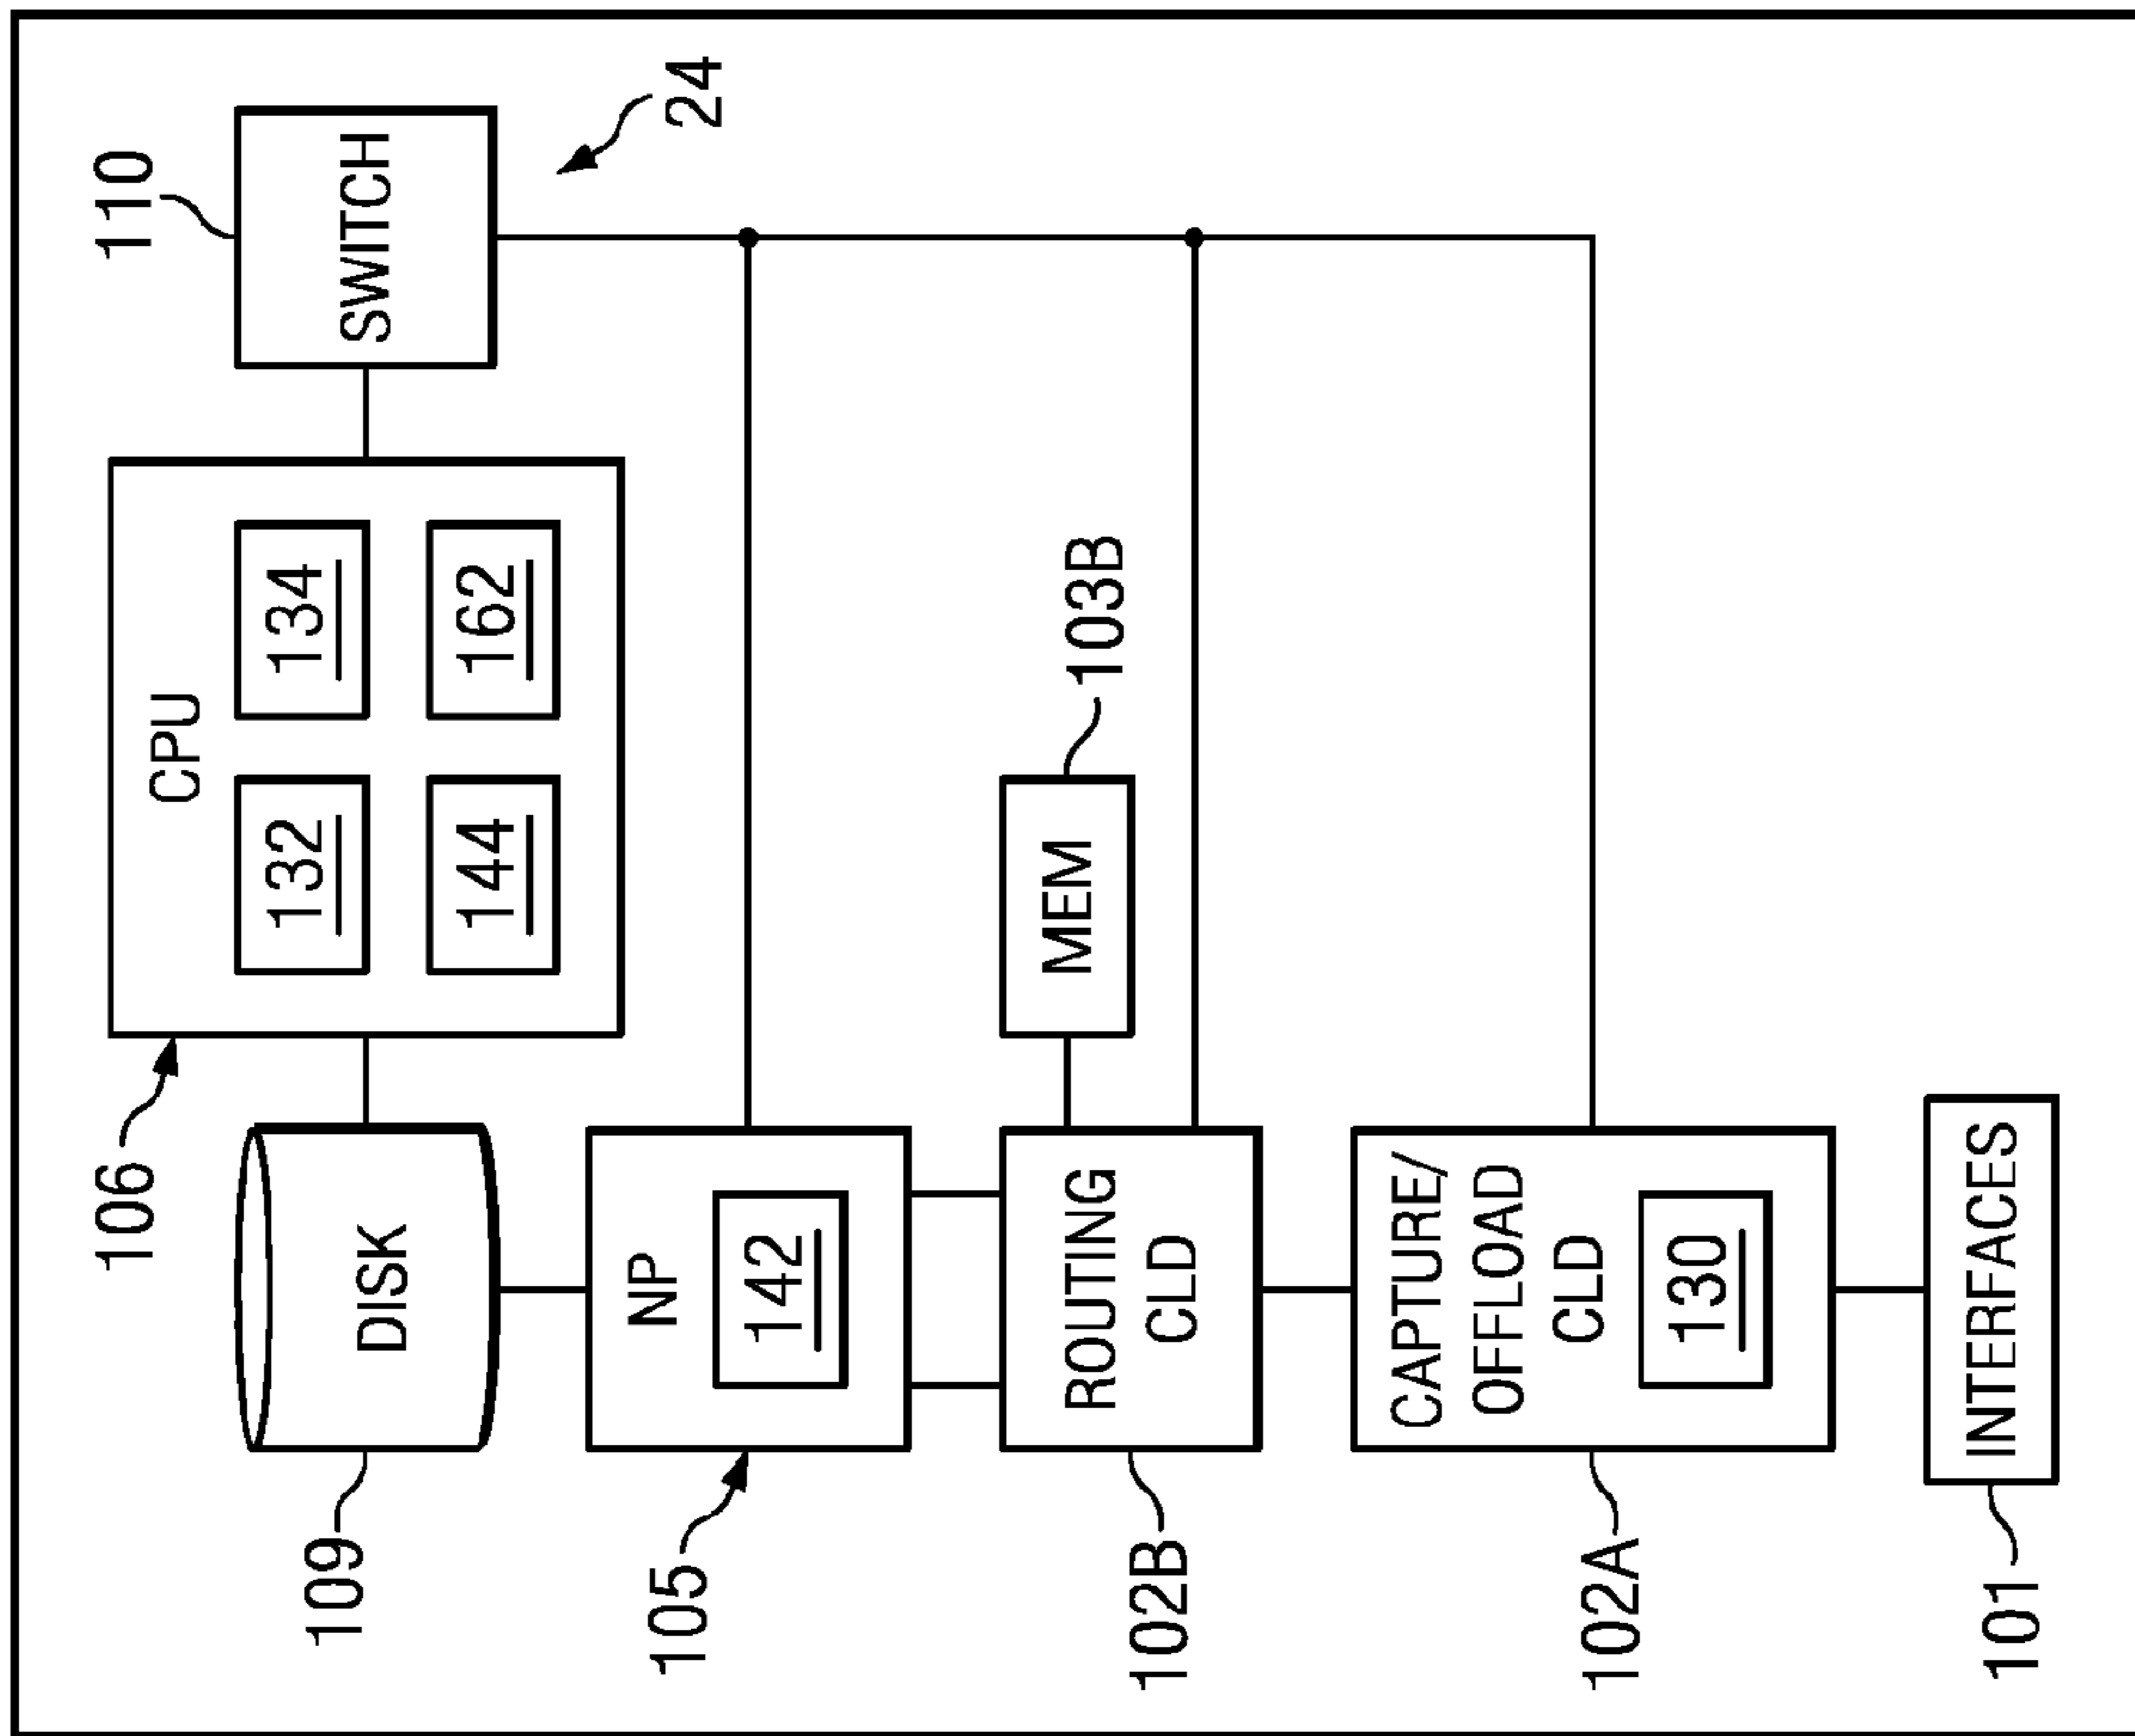 109
DISK
106
CPU
132
134
144
162
110
SWITCH
24
105
NP
142
102B
ROUTING
CLD
MEM
103B
102A
CAPTURE/
OFFLOAD
CLD
130
101
INTERFACES